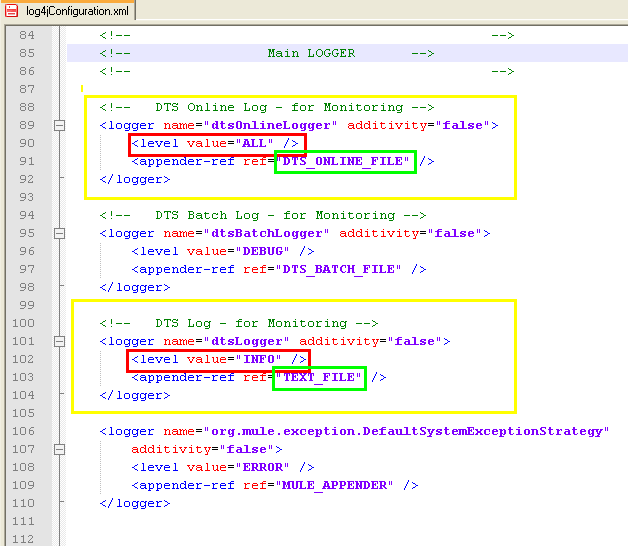 log4jConfiguration.xml
84 <!-- -->
85 <!-- Main LOGGER -->
86 <!-- -->
87
88 <!-- DTS Online Log - for Monitoring -->
89 <logger name="dtsOnlineLogger" additivity="false">
90 <level value="ALL" />
91 <appender-ref ref="DTS_ONLINE_FILE" />
92 </logger>
93
94 <!-- DTS Batch Log - for Monitoring -->
95 <logger name="dtsBatchLogger" additivity="false">
96 <level value="DEBUG" />
97 <appender-ref ref="DTS_BATCH_FILE" />
98 </logger>
99
100 <!-- DTS Log - for Monitoring -->
101 <logger name="dtsLogger" additivity="false">
102 <level value="INFO" />
103 <appender-ref ref="TEXT_FILE" />
104 </logger>
105
106 <logger name="org.mule.exception.DefaultSystemExceptionStrategy"
107 additivity="false">
108 <level value="ERROR" />
109 <appender-ref ref="MULE_APPENDER" />
110 </logger>
111
112